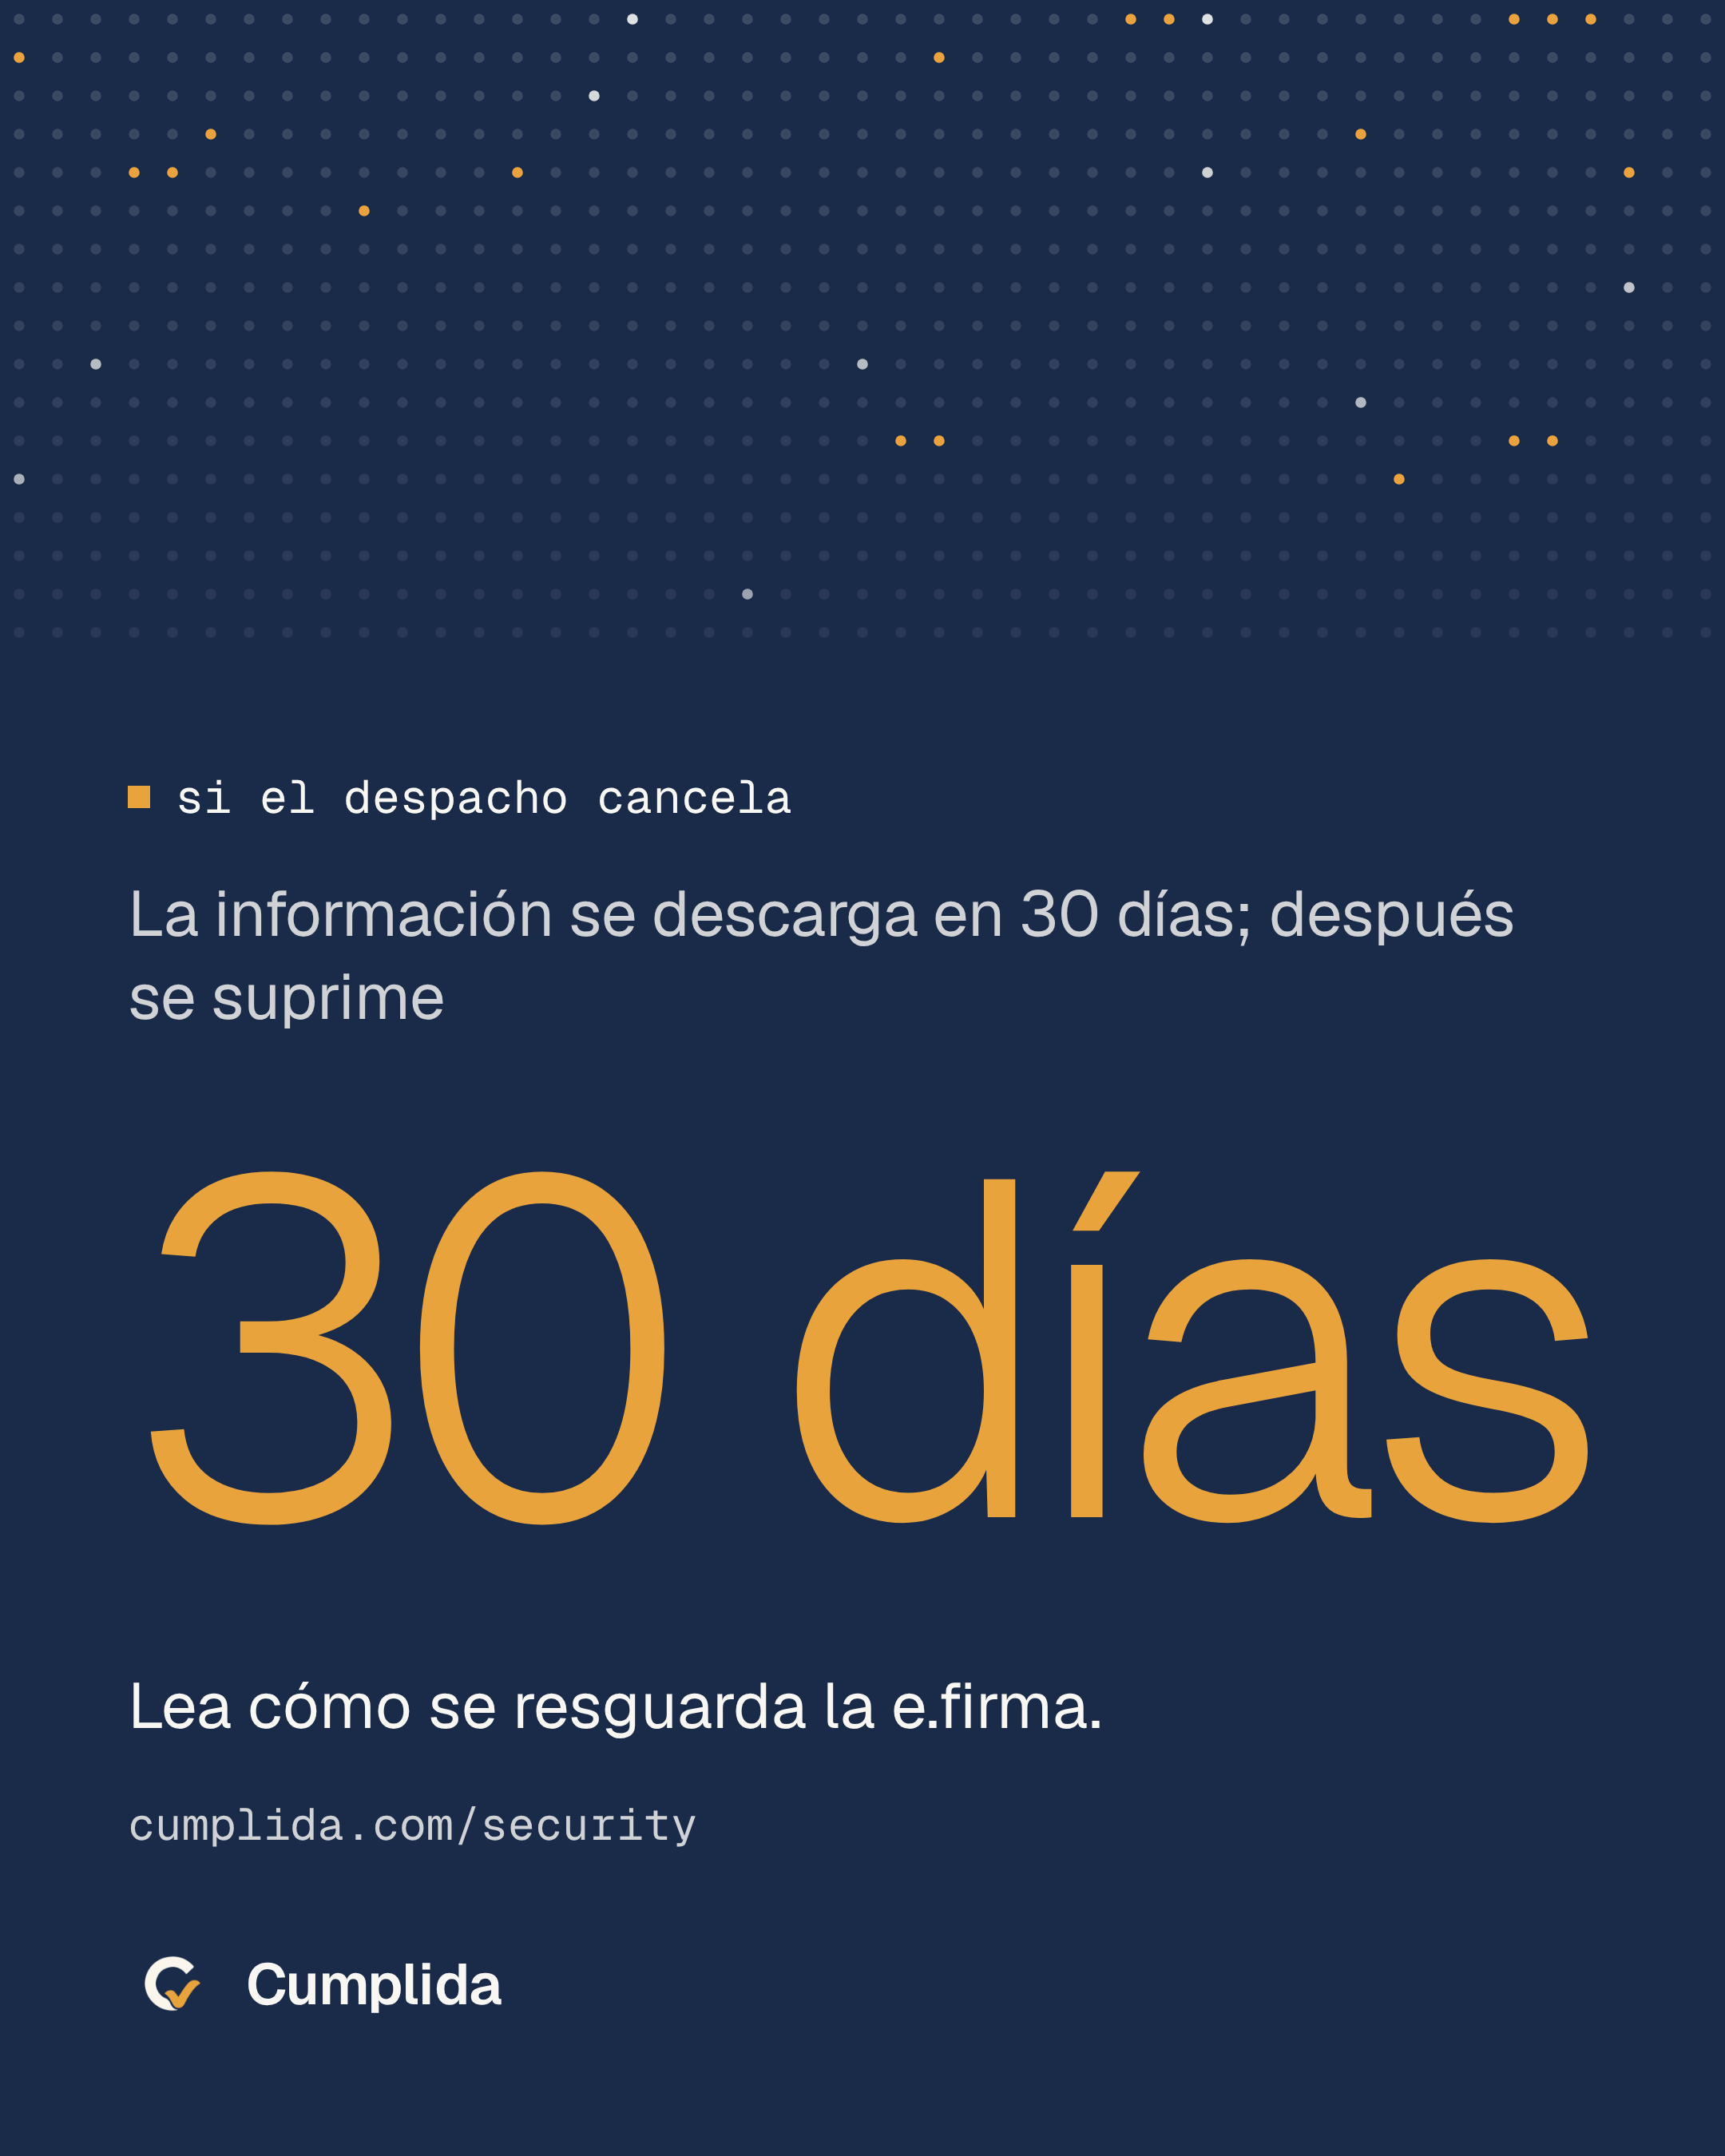 si el despacho cancela
La información se descarga en 30 días; después
se suprime
30 días
Lea cómo se resguarda la e.firma.
cumplida.com/security
Cumplida